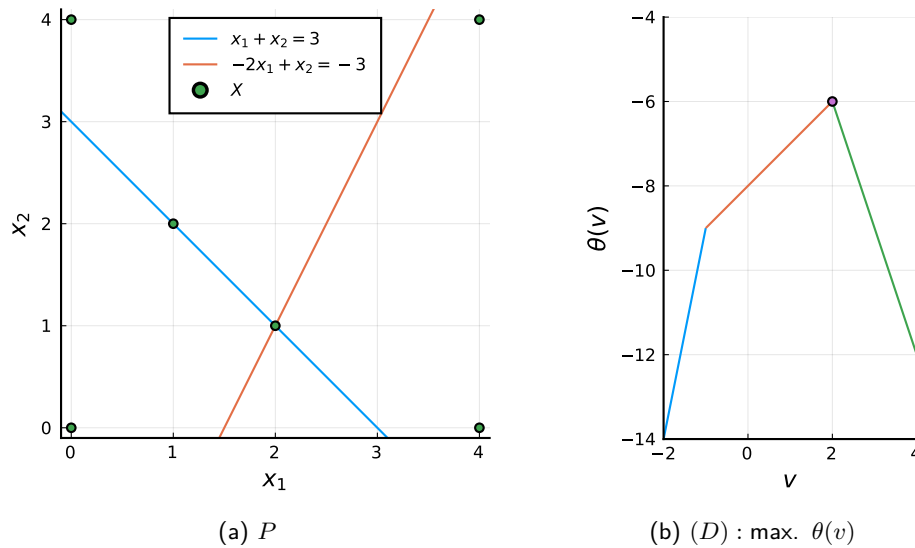 4
3
2
1
0
x₂
x₁ + x₂ = 3
−2x₁ + x₂ = −3
X
0 1 2 3 4
x₁
(a) P
−4
−6
−8
−10
−12
−14
θ(v)
−2 0 2 4
v
(b) (D) : max. θ(v)